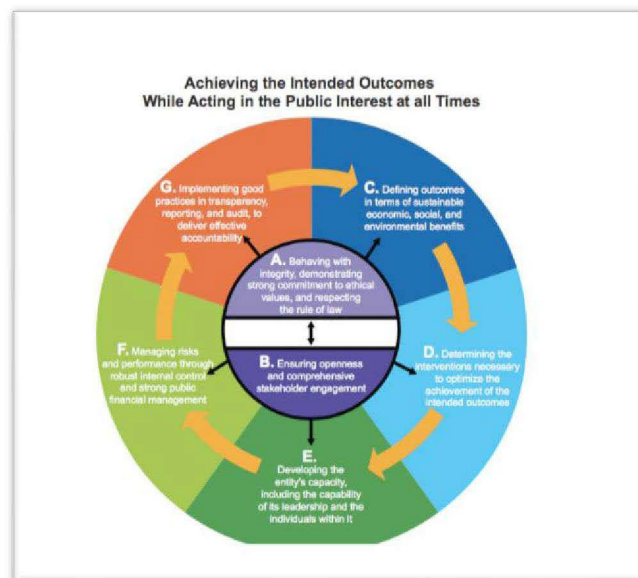 Achieving the Intended Outcomes
While Acting in the Public Interest at all Times
G. Implementing good
practices in transparency,
reporting, and audit, to
deliver effective
accountability
C. Defining outcomes
in terms of sustainable
economic, social, and
environmental benefits
A. Behaving with
integrity, demonstrating
strong commitment to ethical
values, and respecting
the rule of law
B. Ensuring openness
and comprehensive
stakeholder engagement
D. Determining the
interventions necessary
to optimize the
achievement of the
intended outcomes
E.
Developing the
entity's capacity,
including the capability
of its leadership and the
individuals within it
F. Managing risks
and performance through
robust internal control
and strong public
financial management